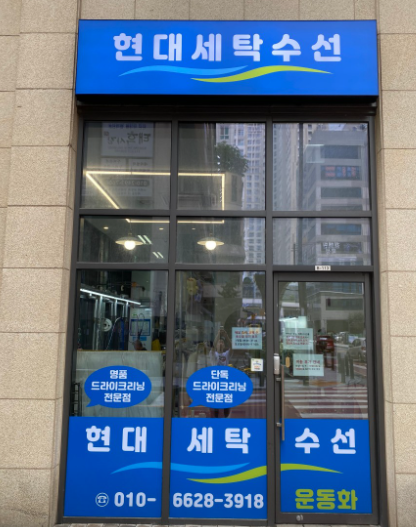 현대세탁수선
명품
드라이크리닝
전문점
단독
드라이크리닝
전문점
현대 세탁 수선
☏ 010-6628-3918
운동화